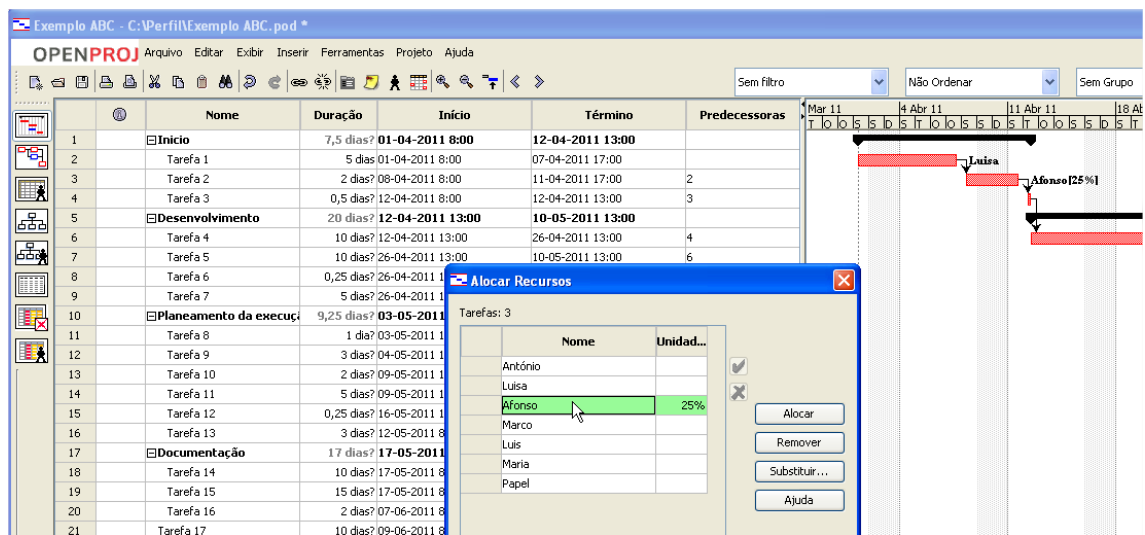 Exemplo ABC - C:\Perfil\Exemplo ABC.pod *
OPENPROJ Arquivo Editar Exibir Inserir Ferramentas Projeto Ajuda
Sem filtro Não Ordenar Sem Grupo
Nome Duração Início Término Predecessoras
Mar 11 4 Abr 11 11 Abr 11 18 Ab
T Q Q S S D S T Q Q S S D S T Q Q S S D S T
1 Inicio 7,5 dias? 01-04-2011 8:00 12-04-2011 13:00
2 Tarefa 1 5 dias 01-04-2011 8:00 07-04-2011 17:00 Luisa
3 Tarefa 2 2 dias? 08-04-2011 8:00 11-04-2011 17:00 2 Afonso[25%]
4 Tarefa 3 0,5 dias? 12-04-2011 8:00 12-04-2011 13:00 3
5 Desenvolvimento 20 dias? 12-04-2011 13:00 10-05-2011 13:00
6 Tarefa 4 10 dias? 12-04-2011 13:00 26-04-2011 13:00 4
7 Tarefa 5 10 dias? 26-04-2011 13:00 10-05-2011 13:00 6
8 Tarefa 6 0,25 dias? 26-04-2011 1
9 Tarefa 7 5 dias? 26-04-2011 1
10 Planeamento da execuçã 9,25 dias? 03-05-2011
11 Tarefa 8 1 dia? 03-05-2011 1
12 Tarefa 9 3 dias? 04-05-2011 1
13 Tarefa 10 2 dias? 09-05-2011 1
14 Tarefa 11 5 dias? 09-05-2011 1
15 Tarefa 12 0,25 dias? 16-05-2011 1
16 Tarefa 13 3 dias? 12-05-2011 8
17 Documentação 17 dias? 17-05-2011
18 Tarefa 14 10 dias? 17-05-2011 8
19 Tarefa 15 15 dias? 17-05-2011 8
20 Tarefa 16 2 dias? 07-06-2011 8
21 Tarefa 17 10 dias? 09-06-2011 8
Alocar Recursos
Tarefas: 3
Nome Unidad...
António
Luisa
Afonso 25%
Marco
Luis
Maria
Papel
Alocar
Remover
Substituir...
Ajuda